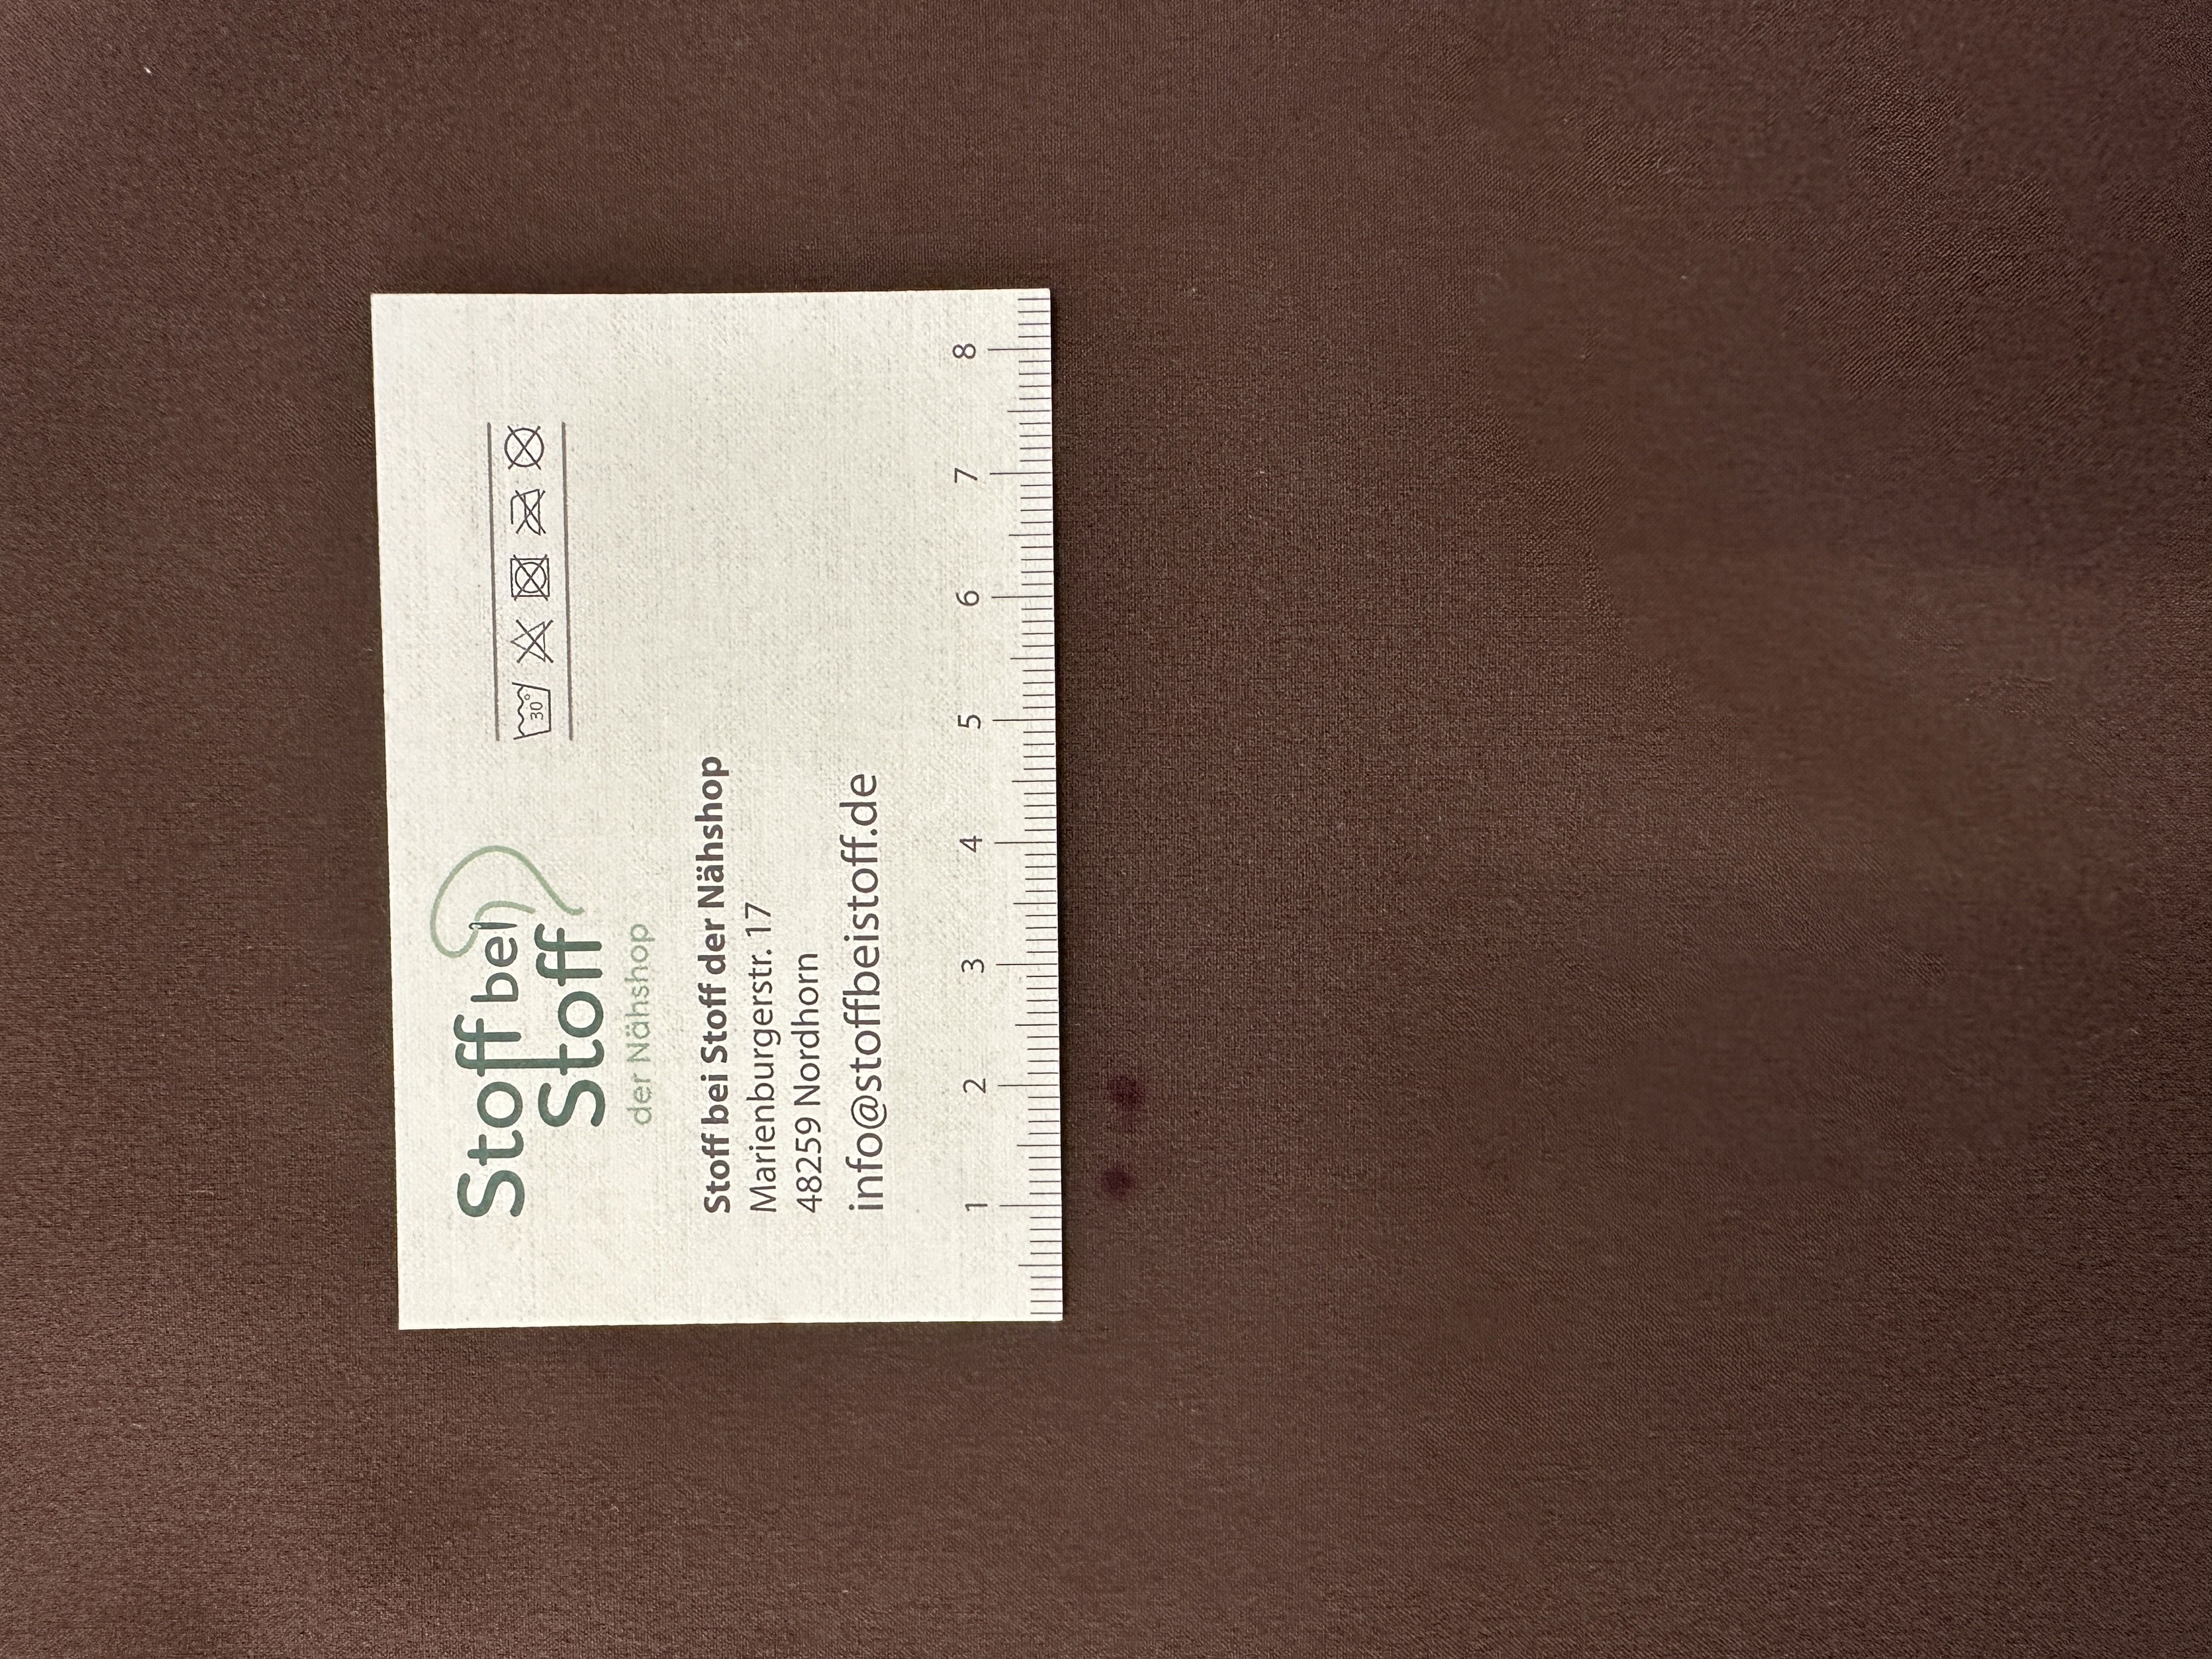 Stoff bei
Stoff
der Nähshop
30°
Stoff bei Stoff der Nähshop
Marienburgerstr. 17
48259 Nordhorn
info@stoffbeistoff.de
1 2 3 4 5 6 7 8